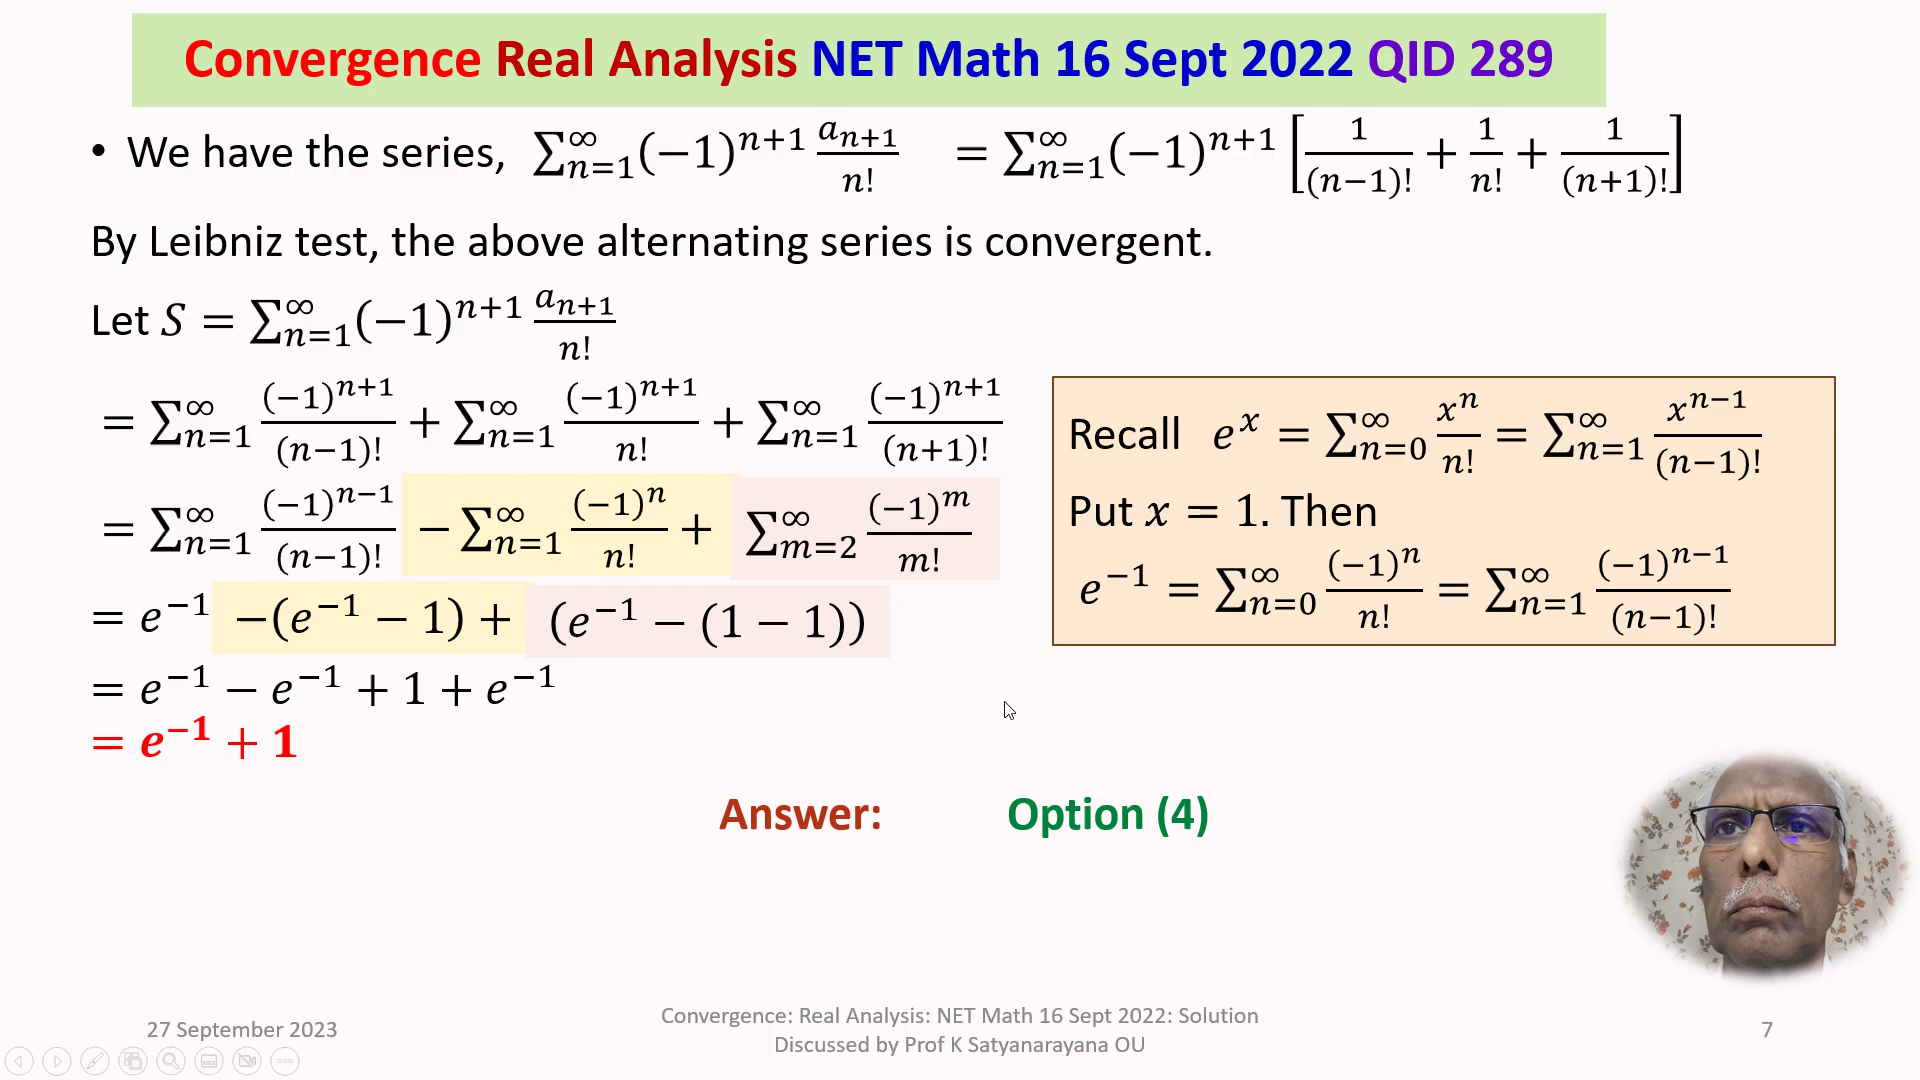 Convergence Real Analysis NET Math 16 Sept 2022 QID 289
• We have the series, ∑_{n=1}^{∞}(−1)^{n+1} a_{n+1}/n! = ∑_{n=1}^{∞}(−1)^{n+1} [1/(n−1)! + 1/n! + 1/(n+1)!]
By Leibniz test, the above alternating series is convergent.
Let S = ∑_{n=1}^{∞}(−1)^{n+1} a_{n+1}/n!
= ∑_{n=1}^{∞} (−1)^{n+1}/(n−1)! + ∑_{n=1}^{∞} (−1)^{n+1}/n! + ∑_{n=1}^{∞} (−1)^{n+1}/(n+1)!
= ∑_{n=1}^{∞} (−1)^{n−1}/(n−1)! − ∑_{n=1}^{∞} (−1)^n/n! + ∑_{m=2}^{∞} (−1)^m/m!
= e^{−1} −(e^{−1} − 1) + (e^{−1} − (1 − 1))
= e^{−1} − e^{−1} + 1 + e^{−1}
= e^{−1} + 1
Recall e^x = ∑_{n=0}^{∞} x^n/n! = ∑_{n=1}^{∞} x^{n−1}/(n−1)!
Put x = 1. Then
e^{−1} = ∑_{n=0}^{∞} (−1)^n/n! = ∑_{n=1}^{∞} (−1)^{n−1}/(n−1)!
Answer: Option (4)
27 September 2023
Convergence: Real Analysis: NET Math 16 Sept 2022: Solution
Discussed by Prof K Satyanarayana OU
7